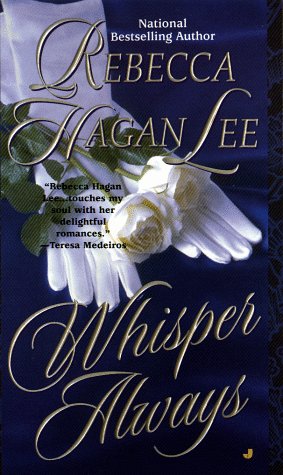 National
Bestselling Author
REBECCA
HAGAN LEE
"Rebecca Hagan
Lee...touches my
soul with her
delightful
romances."
—Teresa Medeiros
Whisper
Always
J